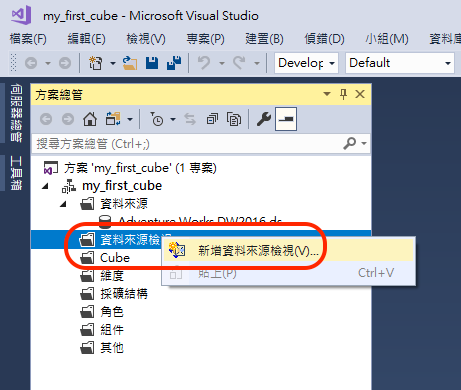 my_first_cube - Microsoft Visual Studio
檔案(F) 編輯(E) 檢視(V) 專案(P) 建置(B) 偵錯(D) 小組(M) 資料庫
Develop Default
伺服器總管
工具箱
方案總管
搜尋方案總管 (Ctrl+;)
方案 'my_first_cube' (1 專案)
my_first_cube
資料來源
Adventure Works DW2016.ds
資料來源檢視
新增資料來源檢視(V)...
Cube
貼上(P) Ctrl+V
維度
採礦結構
角色
組件
其他